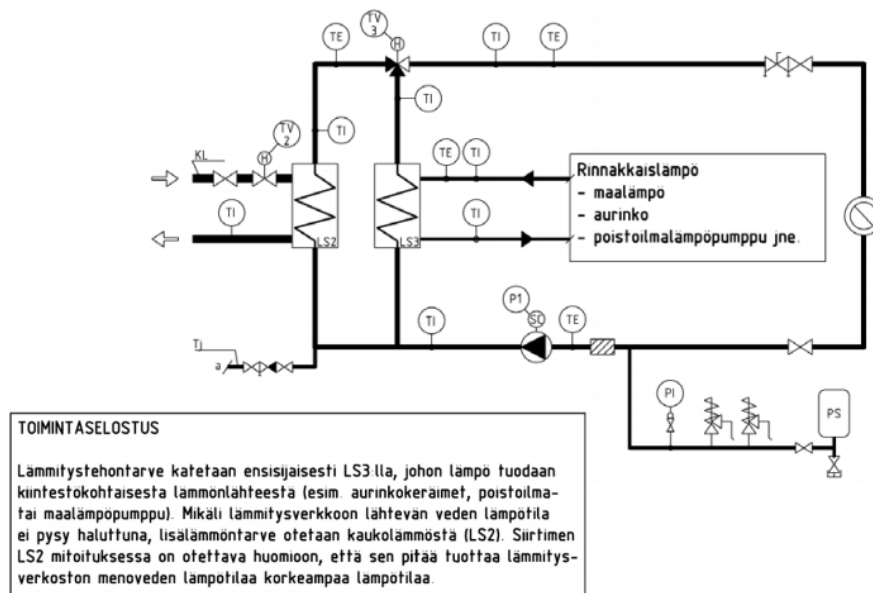 TV
3
H
TE
TI
TE
TI
TV
2
H
TI
KL
TE
TI
Rinnakkaislämpö
- maalämpö
- aurinko
- poistoilmalämpöpumppu jne.
TI
TI
LS2
LS3
P1
SC
TI
TE
Tj
a
PI
PS
TOIMINTASELOSTUS
Lämmitystehontarve katetaan ensisijaisesti LS3:lla, johon lämpö tuodaan
kiintestökohtaisesta lämmönlähteestä (esim. aurinkokeräimet, poistoilma-
tai maalämpöpumppu). Mikäli lämmitysverkkoon lähtevän veden lämpötila
ei pysy haluttuna, lisälämmöntarve otetaan kaukolämmöstä (LS2). Siirtimen
LS2 mitoituksessa on otettava huomioon, että sen pitää tuottaa lämmitys-
verkoston menoveden lämpötilaa korkeampaa lämpötilaa.